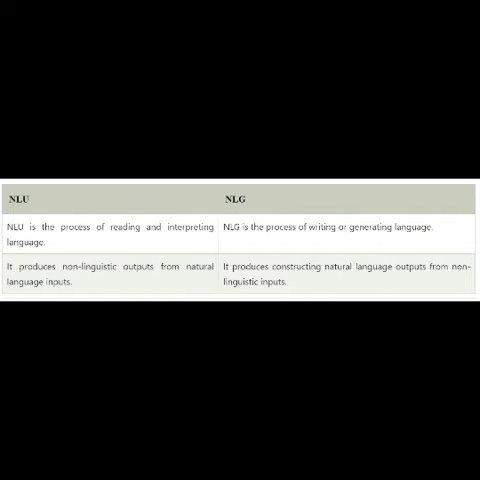 NLU
NLG
NLU is the process of reading and interpreting
language.
NLG is the process of writing or generating language.
It produces non-linguistic outputs from natural
language inputs.
It produces constructing natural language outputs from non-
linguistic inputs.